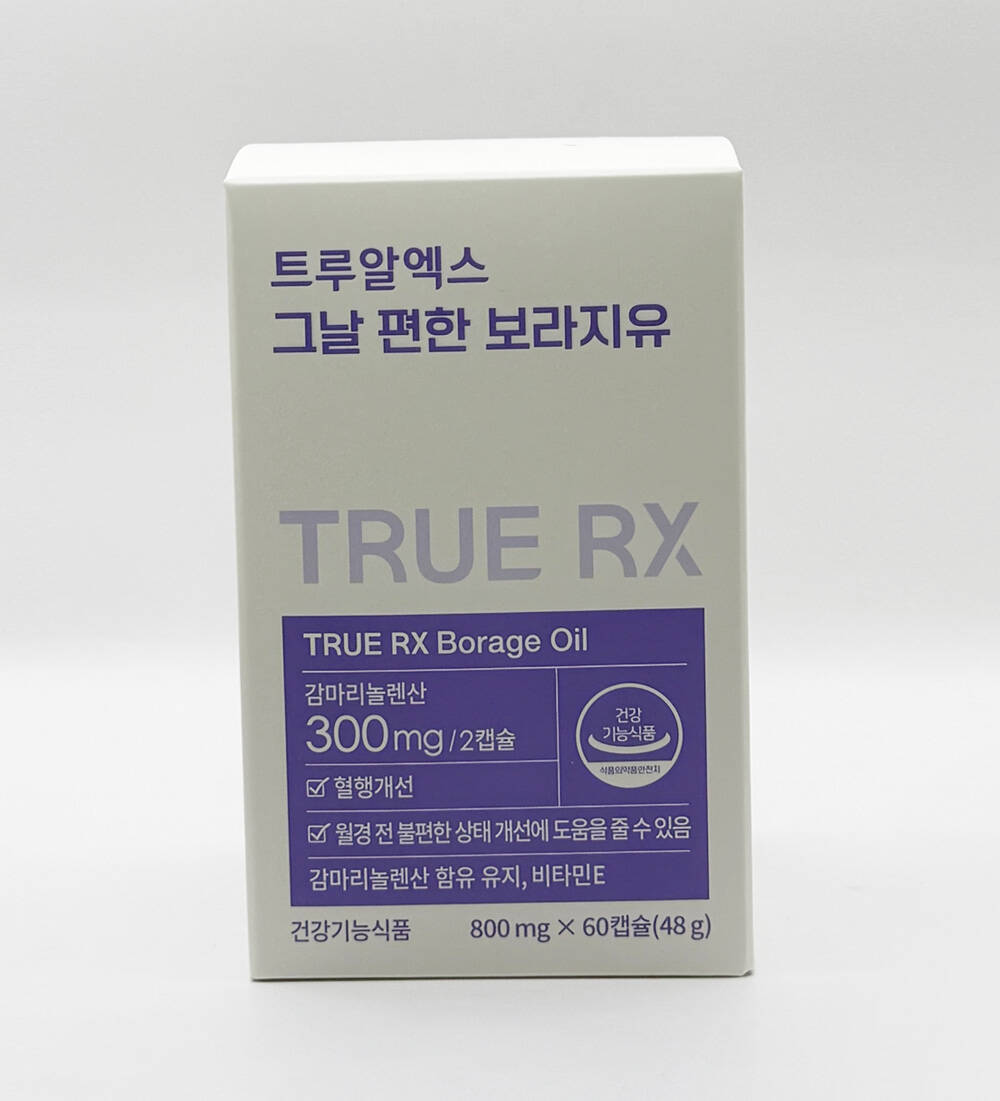 트루알엑스
그날 편한 보라지유
TRUE RX
TRUE RX Borage Oil
감마리놀렌산
300mg/2캡슐
건강
기능식품
식품의약품안전처
혈행개선
월경 전 불편한 상태 개선에 도움을 줄 수 있음
감마리놀렌산 함유 유지, 비타민E
건강기능식품
800 mg × 60캡슐(48 g)